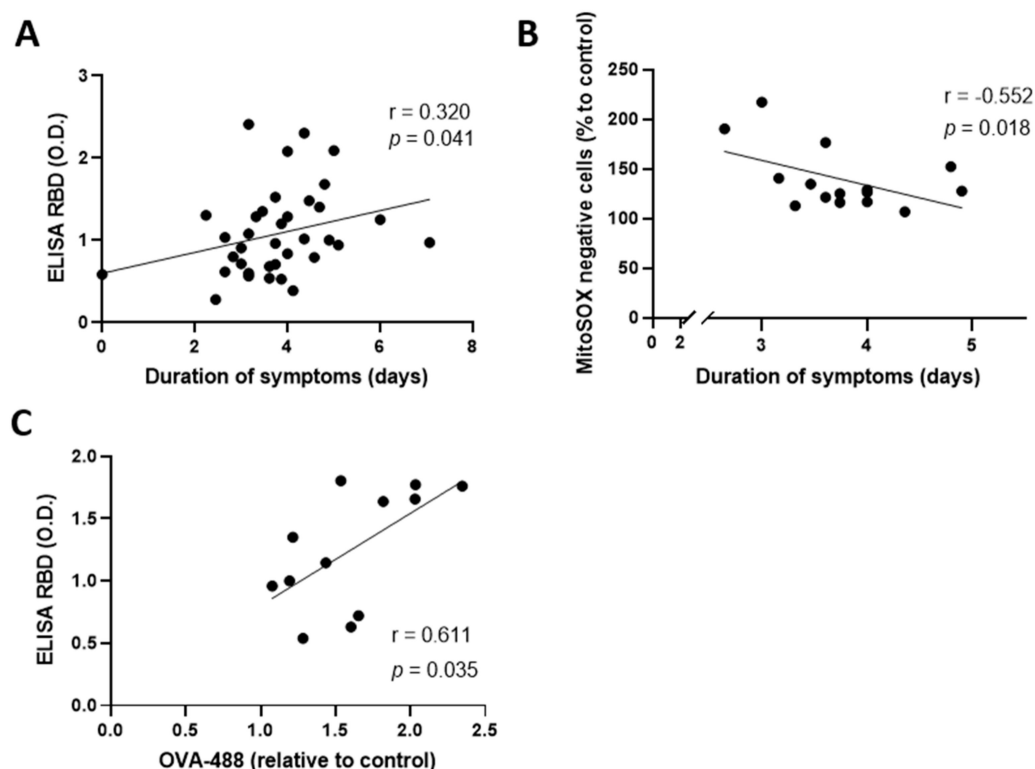 A
ELISA RBD (O.D.)
3
2
1
0
r = 0.320
p = 0.041
0 2 4 6 8
Duration of symptoms (days)
B
MitoSOX negative cells (% to control)
250
200
150
100
50
0
r = -0.552
p = 0.018
0 2 3 4 5
Duration of symptoms (days)
C
ELISA RBD (O.D.)
2.0
1.5
1.0
0.5
0.0
r = 0.611
p = 0.035
0.0 0.5 1.0 1.5 2.0 2.5
OVA-488 (relative to control)